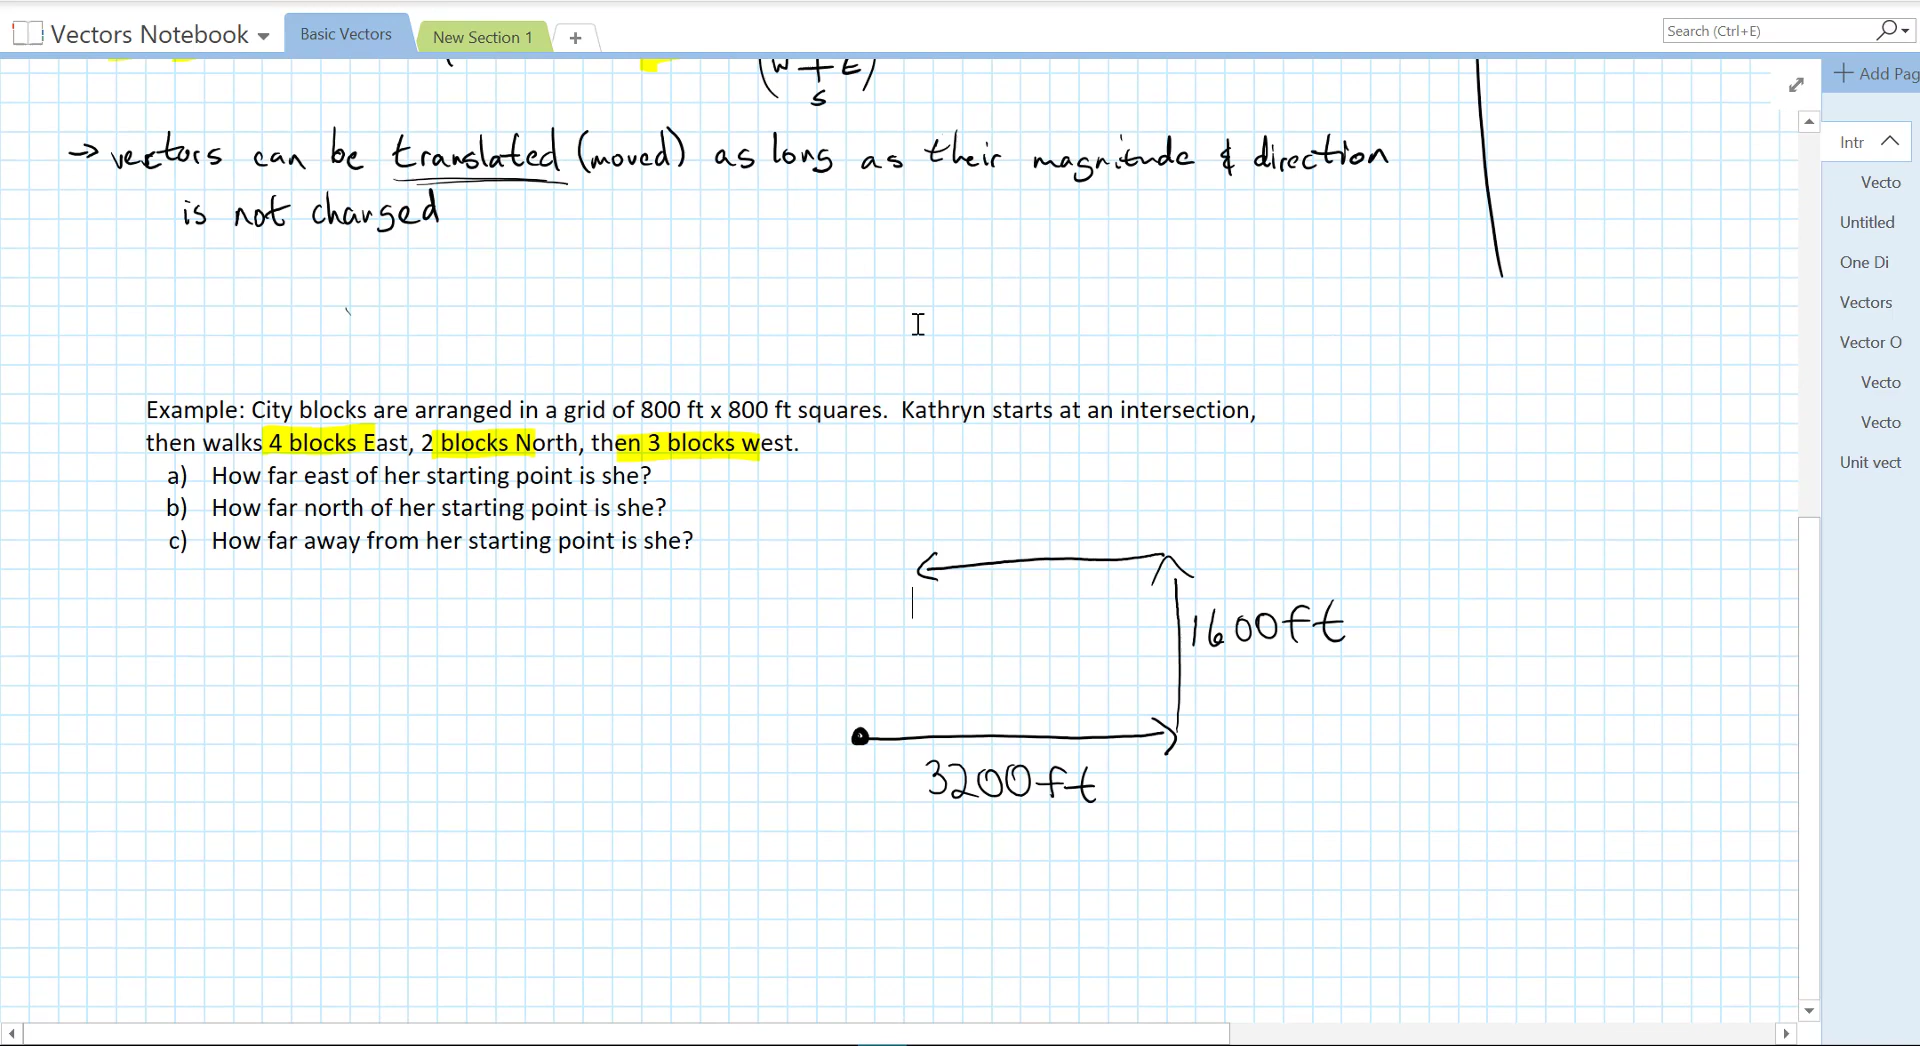 Vectors Notebook
Basic Vectors
New Section 1
Search (Ctrl+E)
Add Pag
(W + E)
S
→ vectors can be translated (moved) as long as their magnitude & direction
is not changed
Intr
Vecto
Untitled
One Di
Vectors
Vector O
Vecto
Vecto
Unit vect
Example: City blocks are arranged in a grid of 800 ft x 800 ft squares. Kathryn starts at an intersection,
then walks 4 blocks East, 2 blocks North, then 3 blocks west.
a) How far east of her starting point is she?
b) How far north of her starting point is she?
c) How far away from her starting point is she?
1600ft
3200ft